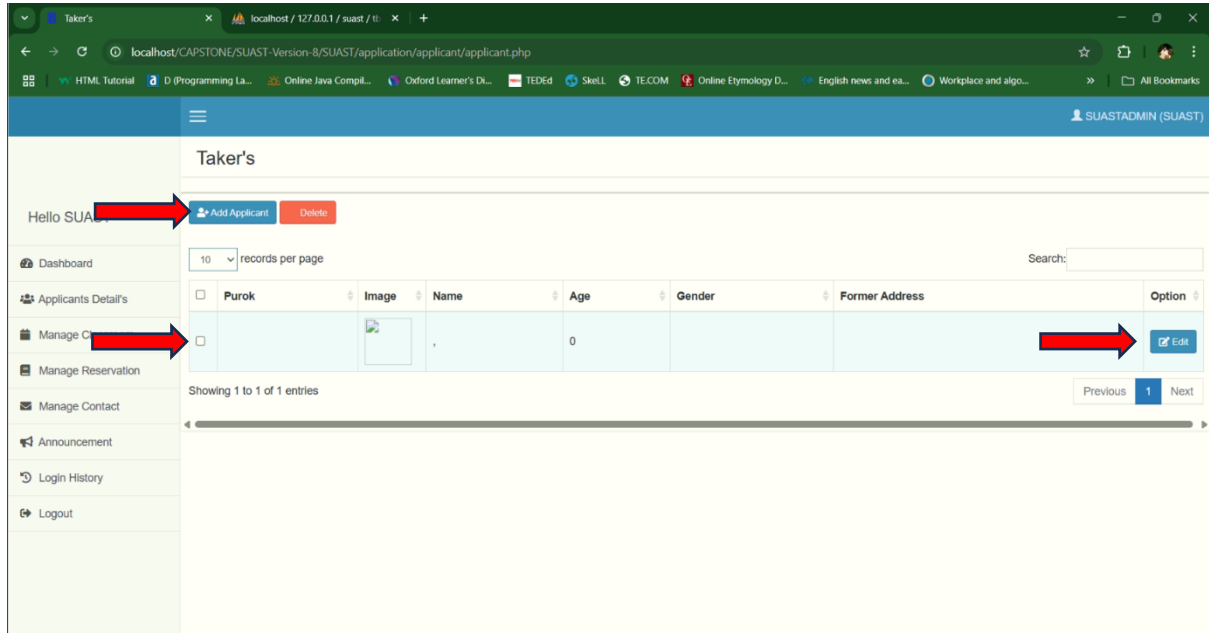 Taker's
localhost / 127.0.0.1 / suast / tb
localhost/CAPSTONE/SUAST-Version-8/SUAST/application/applicant/applicant.php
HTML Tutorial D (Programming La... Online Java Compil... Oxford Learner's Di... TEDEd SkeLL TE.COM Online Etymology D... English news and ea... Workplace and algo... » All Bookmarks
SUASTADMIN (SUAST)
Taker's
Hello
Add Applicant Delete
Dashboard
10 records per page Search:
Applicants Detail's
Purok Image Name Age Gender Former Address Option
Manage
, 0 Edit
Manage Reservation
Showing 1 to 1 of 1 entries Previous 1 Next
Manage Contact
Announcement
Login History
Logout